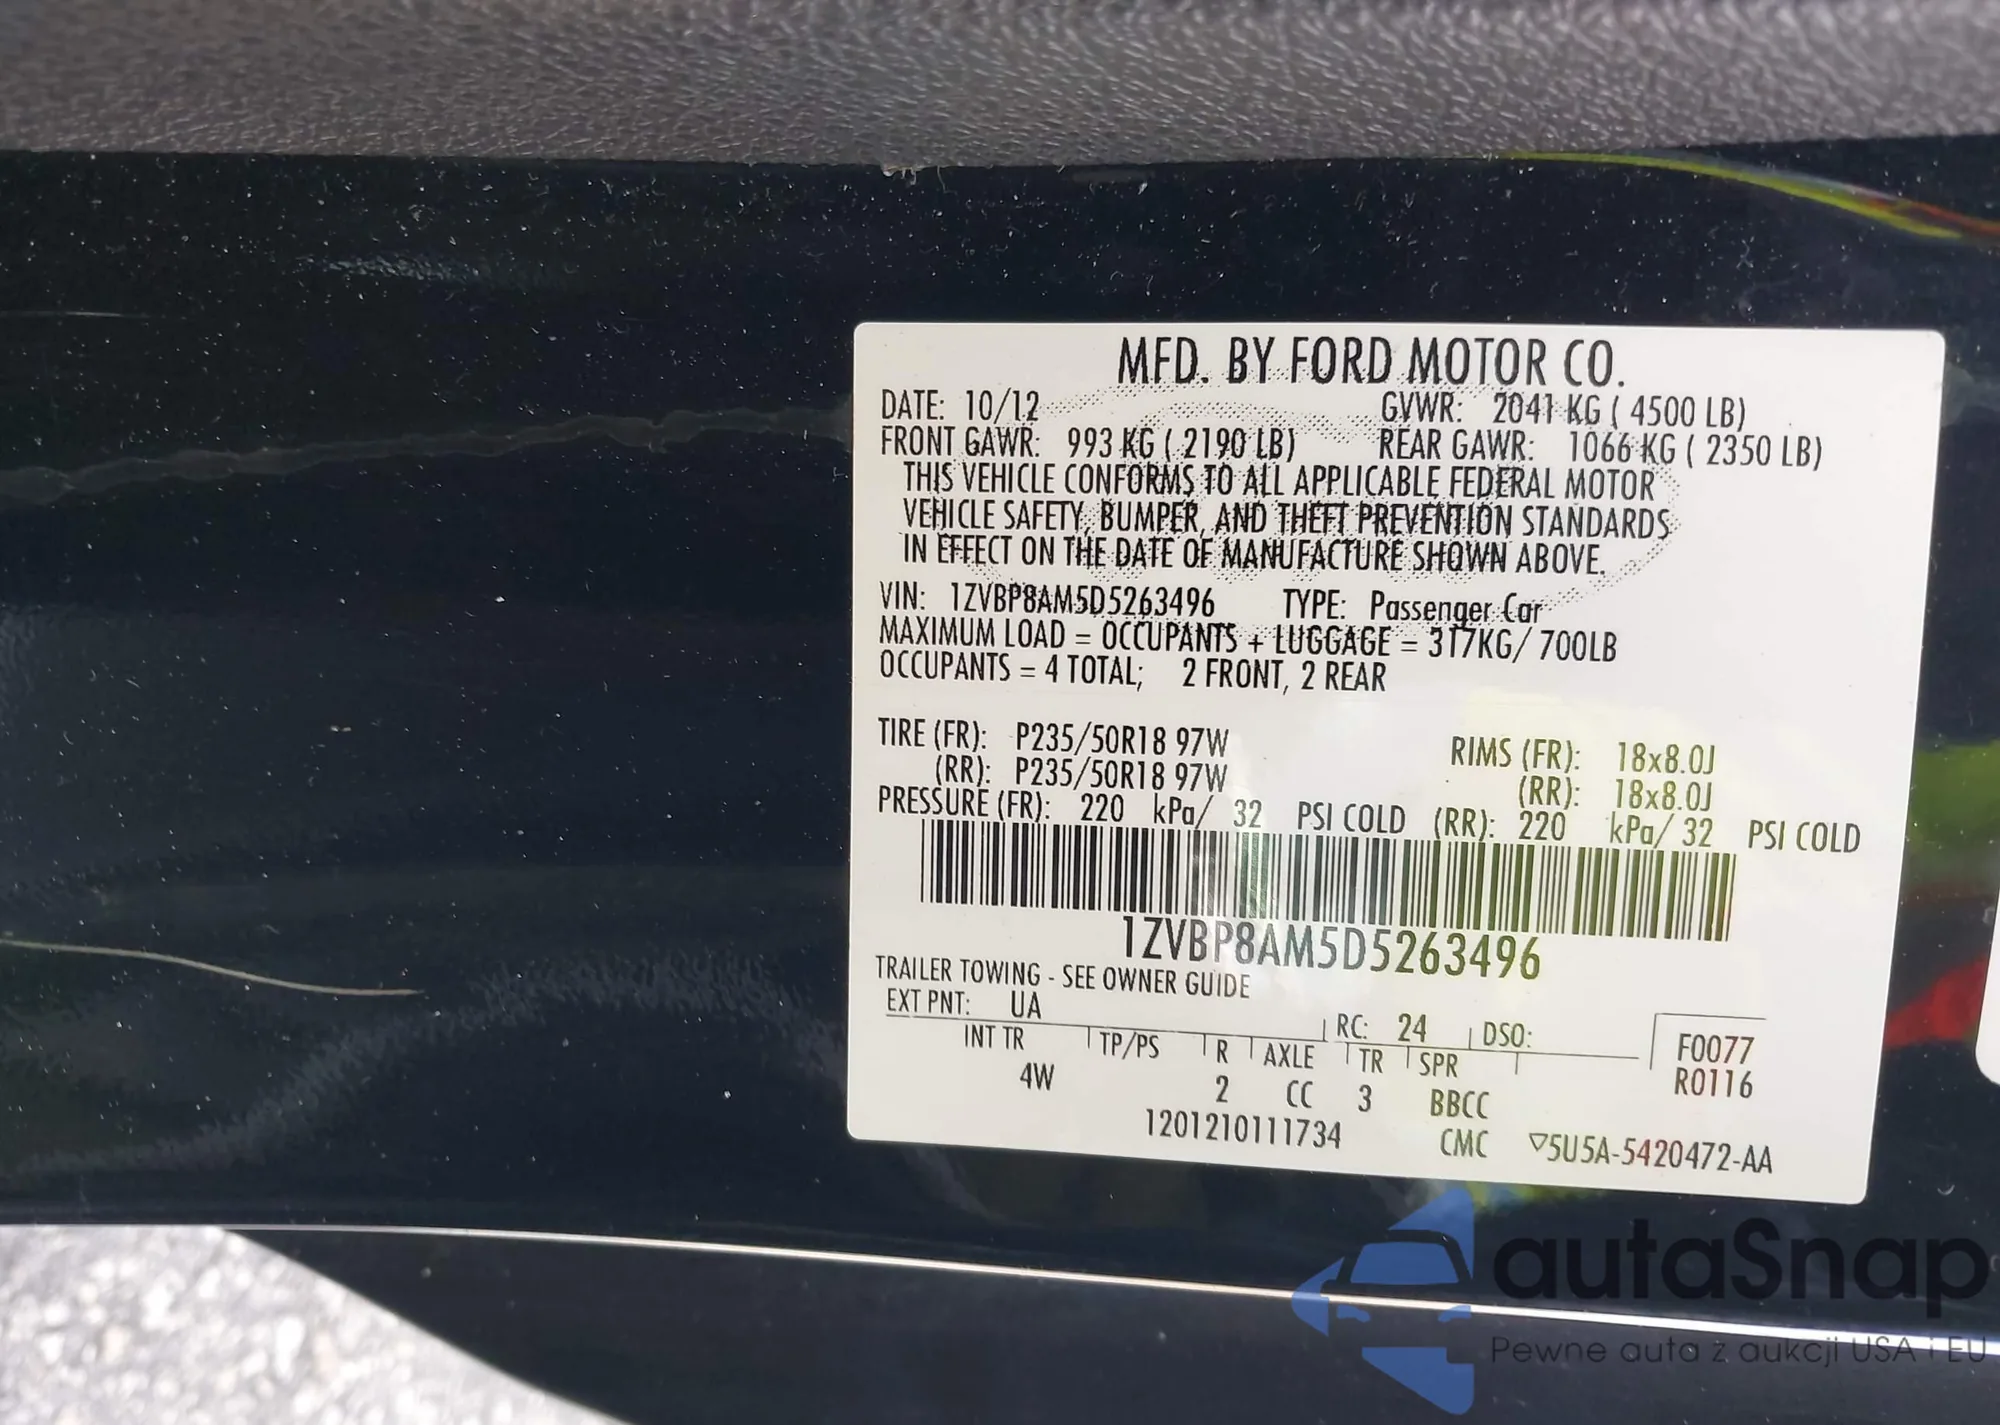 MFD. BY FORD MOTOR CO.
DATE: 10/12 GVWR: 2041 KG ( 4500 LB)
FRONT GAWR: 993 KG ( 2190 LB) REAR GAWR: 1066 KG ( 2350 LB)
THIS VEHICLE CONFORMS TO ALL APPLICABLE FEDERAL MOTOR
VEHICLE SAFETY, BUMPER, AND THEFT PREVENTION STANDARDS
IN EFFECT ON THE DATE OF MANUFACTURE SHOWN ABOVE.
VIN: 1ZVBP8AM5D5263496 TYPE: Passenger Car
MAXIMUM LOAD = OCCUPANTS + LUGGAGE = 317KG/ 700LB
OCCUPANTS = 4 TOTAL; 2 FRONT, 2 REAR
TIRE (FR): P235/50R18 97W RIMS (FR): 18x8.0J
(RR): P235/50R18 97W (RR): 18x8.0J
PRESSURE (FR): 220 kPa/ 32 PSI COLD (RR): 220 kPa/ 32 PSI COLD
1ZVBP8AM5D5263496
TRAILER TOWING - SEE OWNER GUIDE
EXT PNT: UA RC: 24 DSO:
INT TR TP/PS R AXLE TR SPR F0077
4W 2 CC 3 BBCC R0116
1201210111734 CMC ▽5U5A-5420472-AA
autaSnap
Pewne auta z aukcji USA i EU